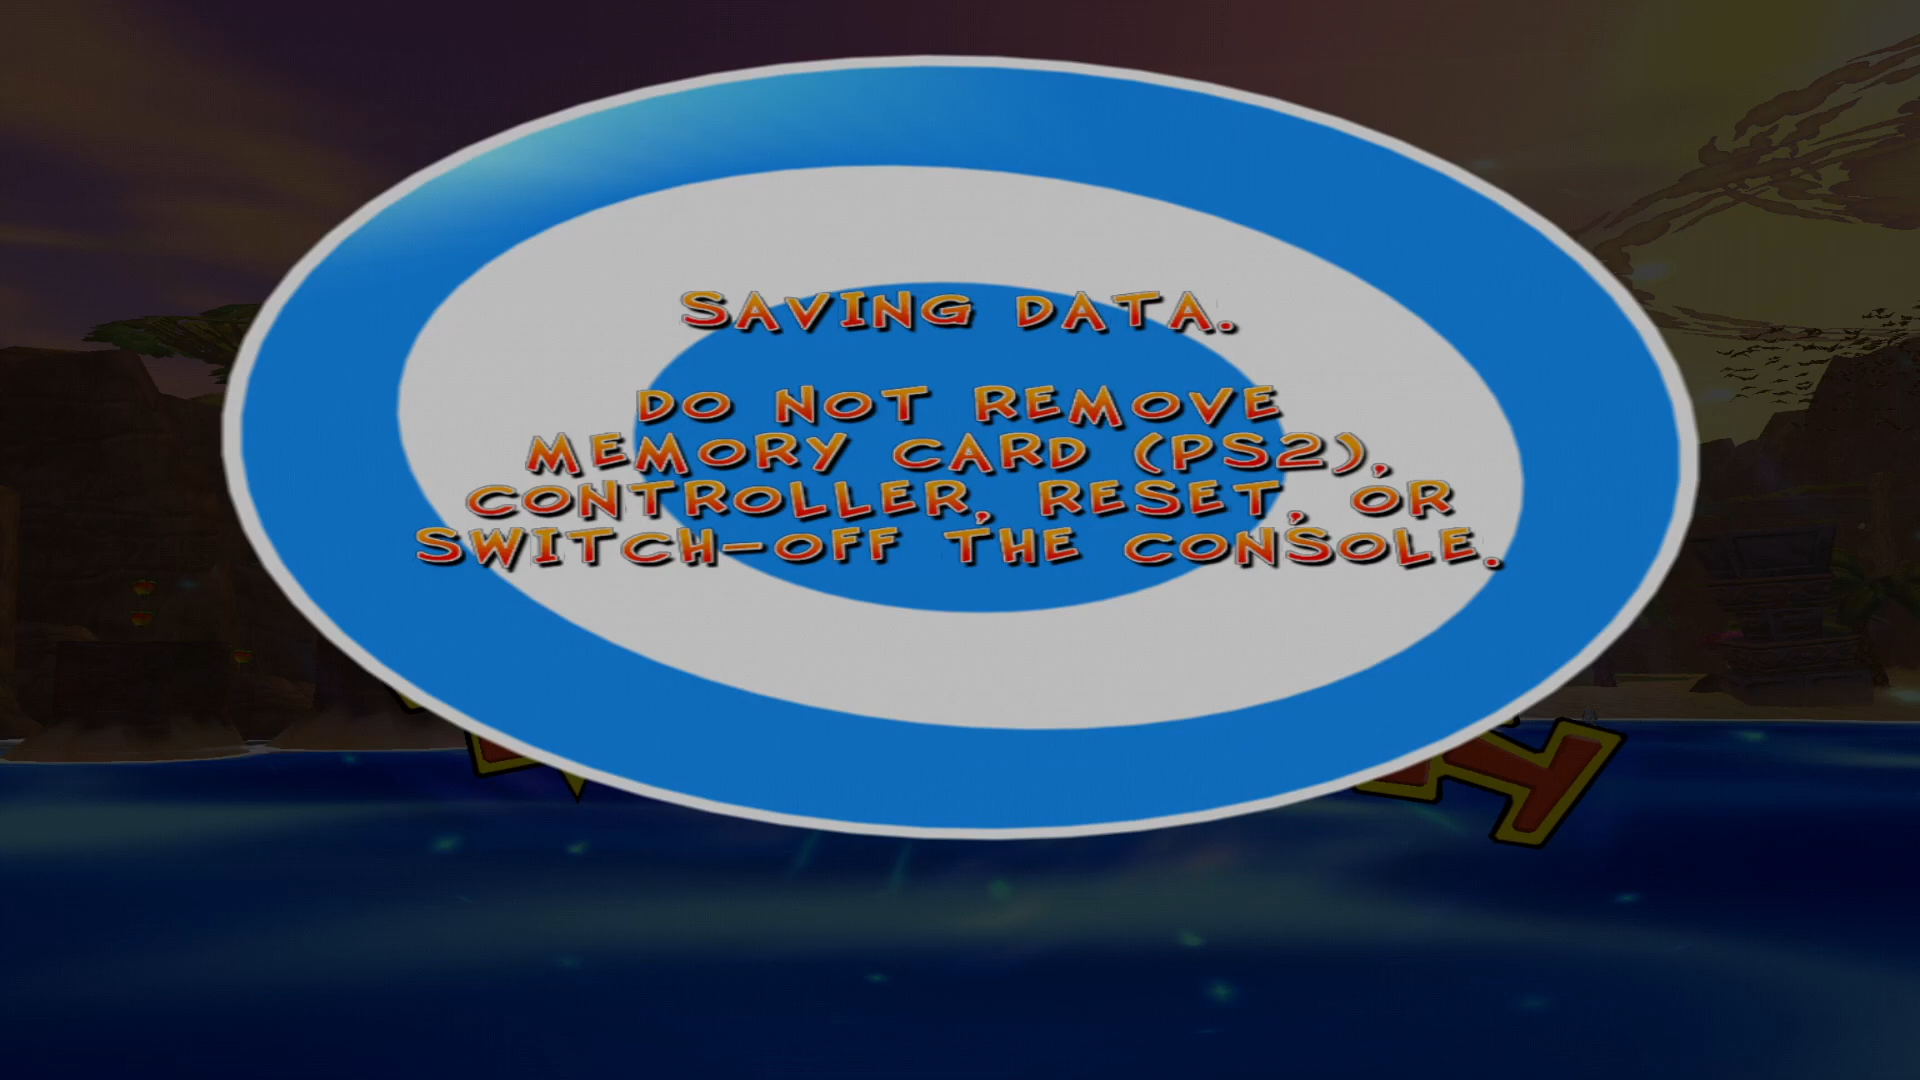 SAVING DATA.
DO NOT REMOVE
MEMORY CARD (PS2),
CONTROLLER, RESET, OR
SWITCH-OFF THE CONSOLE.